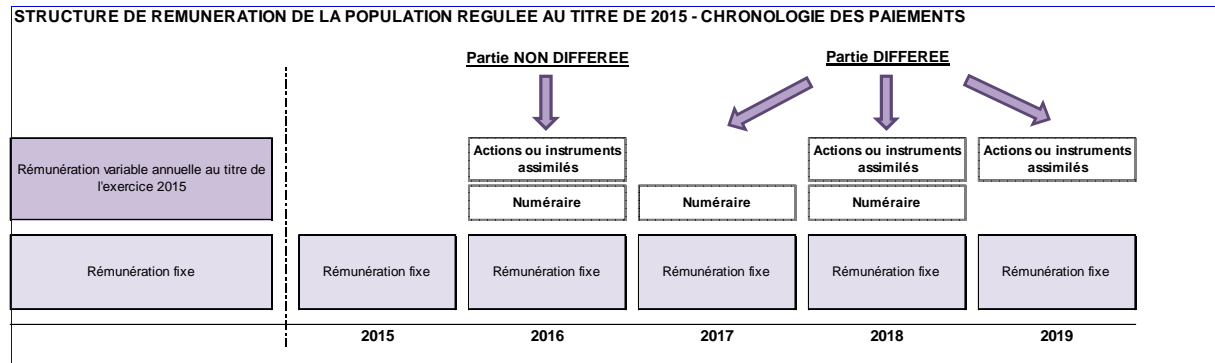 STRUCTURE DE REMUNERATION DE LA POPULATION REGULEE AU TITRE DE 2015 - CHRONOLOGIE DES PAIEMENTS
Partie NON DIFFEREE
Partie DIFFEREE
Rémunération variable annuelle au titre de
l'exercice 2015
Actions ou instruments
assimilés
Actions ou instruments
assimilés
Actions ou instruments
assimilés
Numéraire
Numéraire
Numéraire
Rémunération fixe
Rémunération fixe
Rémunération fixe
Rémunération fixe
Rémunération fixe
Rémunération fixe
2015
2016
2017
2018
2019